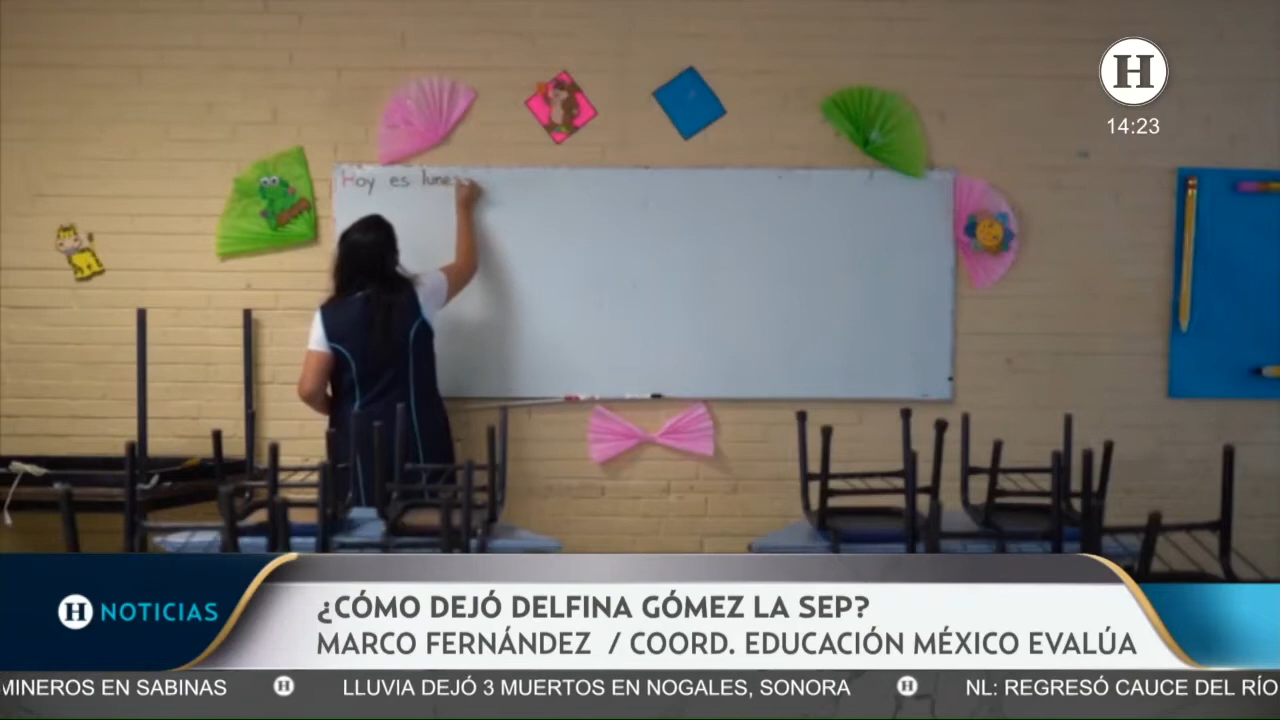 H
14:23
Hoy es lunes
H NOTICIAS
¿CÓMO DEJÓ DELFINA GÓMEZ LA SEP?
MARCO FERNÁNDEZ / COORD. EDUCACIÓN MÉXICO EVALÚA
MINEROS EN SABINAS H LLUVIA DEJÓ 3 MUERTOS EN NOGALES, SONORA H NL: REGRESÓ CAUCE DEL RÍO